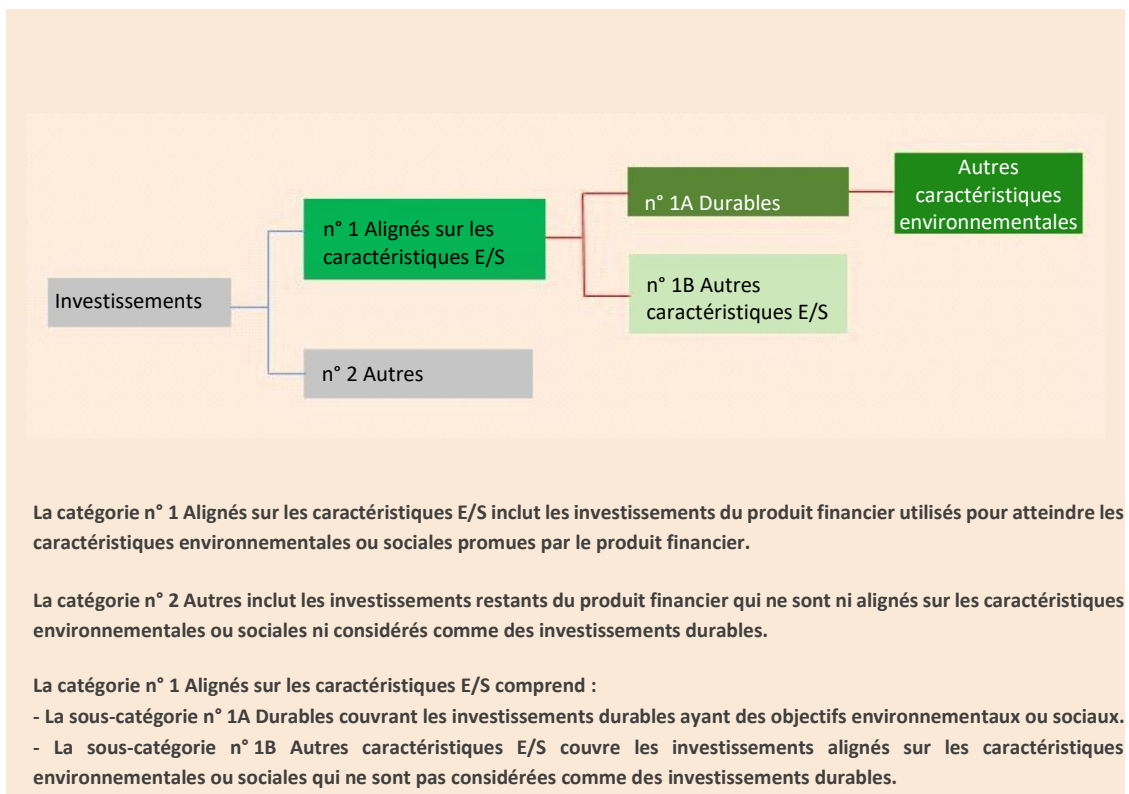 Autres
caractéristiques
environnementales
n° 1A Durables
n° 1 Alignés sur les
caractéristiques E/S
n° 1B Autres
caractéristiques E/S
Investissements
n° 2 Autres
La catégorie n° 1 Alignés sur les caractéristiques E/S inclut les investissements du produit financier utilisés pour atteindre les
caractéristiques environnementales ou sociales promues par le produit financier.
La catégorie n° 2 Autres inclut les investissements restants du produit financier qui ne sont ni alignés sur les caractéristiques
environnementales ou sociales ni considérés comme des investissements durables.
La catégorie n° 1 Alignés sur les caractéristiques E/S comprend :
- La sous-catégorie n° 1A Durables couvrant les investissements durables ayant des objectifs environnementaux ou sociaux.
- La sous-catégorie n° 1B Autres caractéristiques E/S couvre les investissements alignés sur les caractéristiques
environnementales ou sociales qui ne sont pas considérées comme des investissements durables.